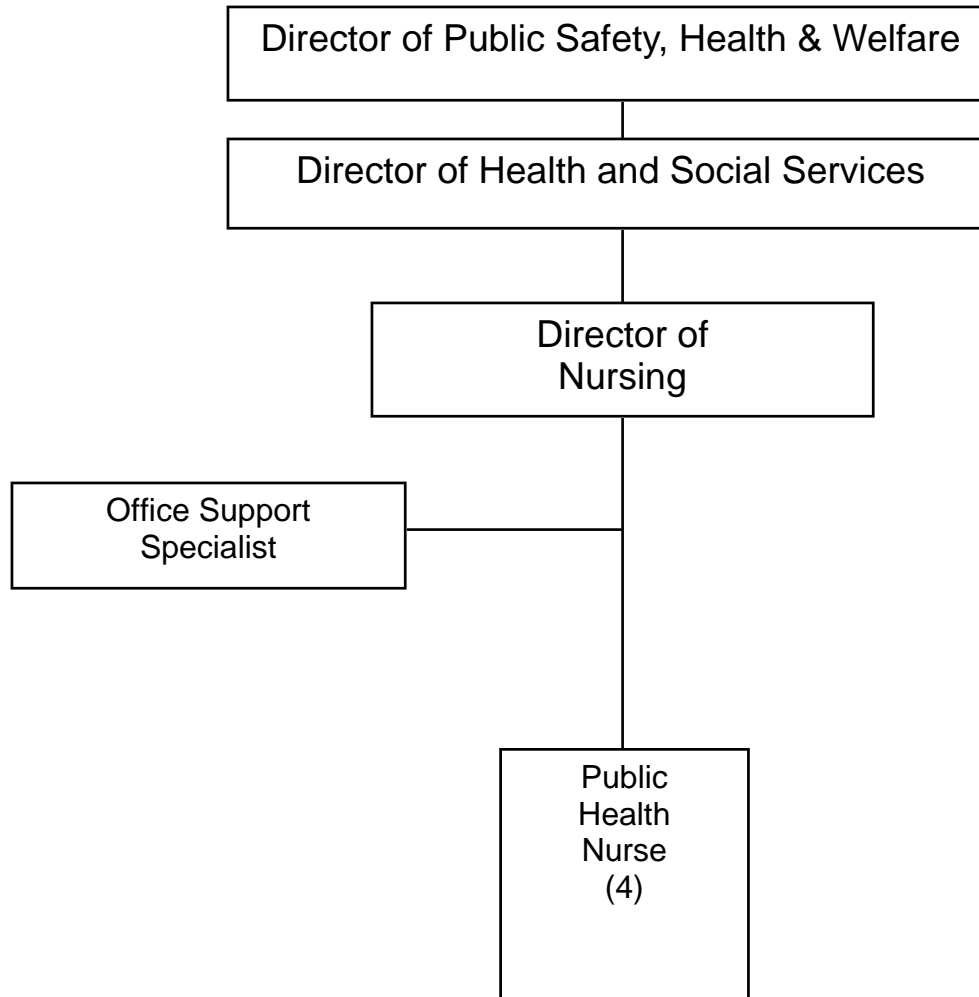 Director of Public Safety, Health & Welfare
Director of Health and Social Services
Director of
Nursing
Office Support
Specialist
Public
Health
Nurse
(4)